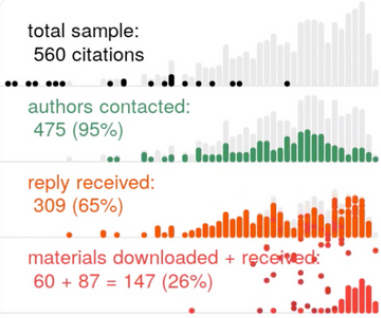 total sample:
560 citations
authors contacted:
475 (95%)
reply received:
309 (65%)
materials downloaded + received:
60 + 87 = 147 (26%)